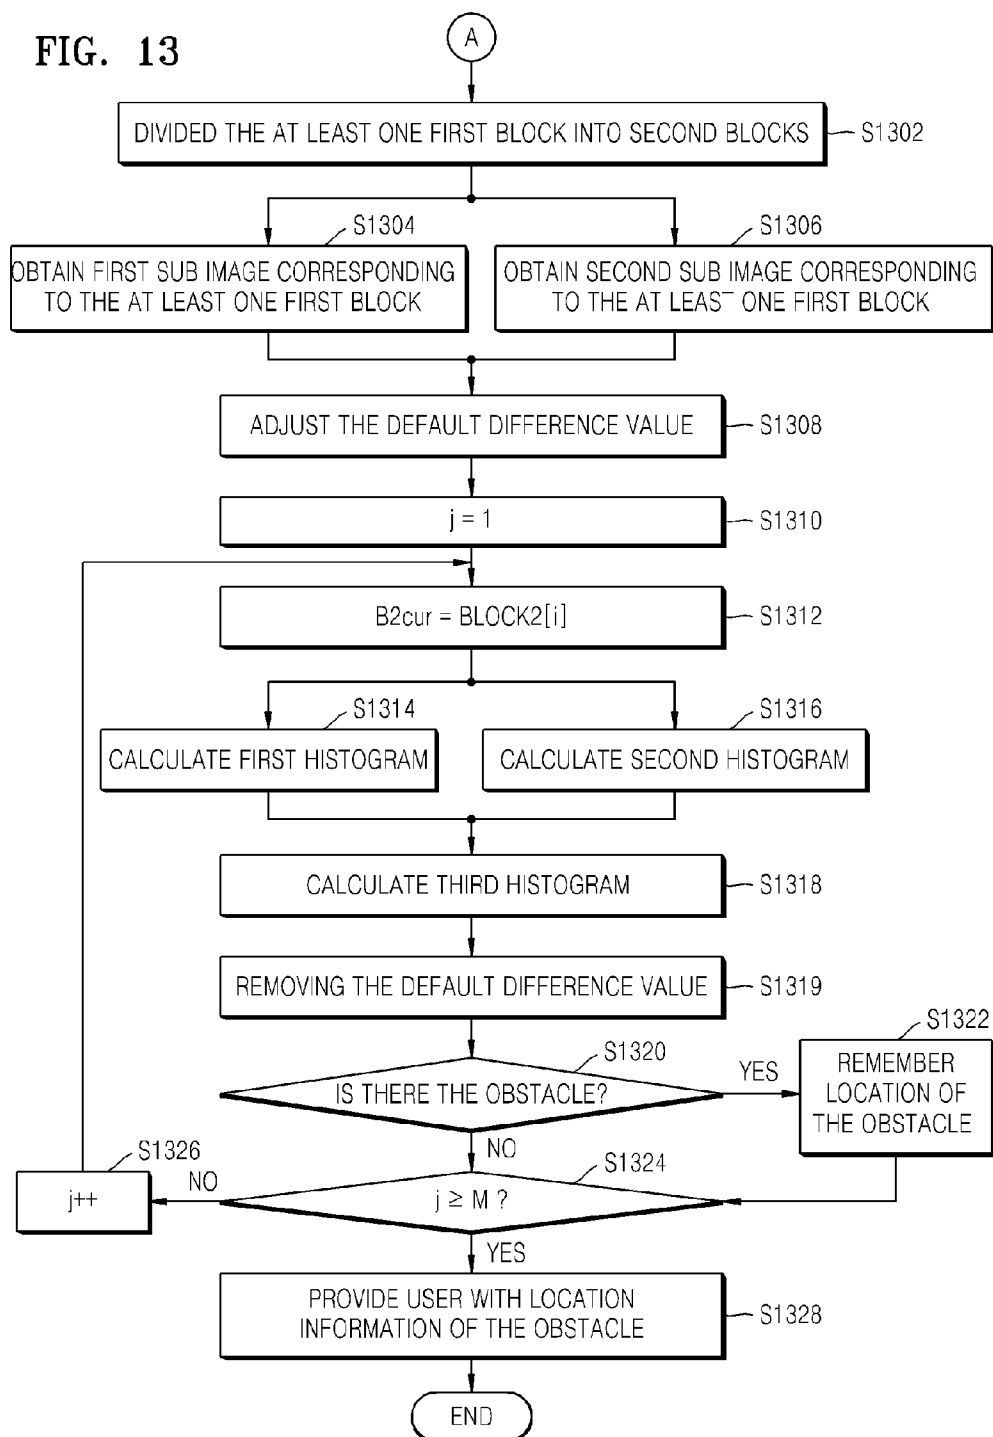 FIG. 13
A
DIVIDED THE AT LEAST ONE FIRST BLOCK INTO SECOND BLOCKS
S1302
S1304
OBTAIN FIRST SUB IMAGE CORRESPONDING
TO THE AT LEAST ONE FIRST BLOCK
S1306
OBTAIN SECOND SUB IMAGE CORRESPONDING
TO THE AT LEAST ONE FIRST BLOCK
ADJUST THE DEFAULT DIFFERENCE VALUE
S1308
j = 1
S1310
B2cur = BLOCK2[i]
S1312
S1314
CALCULATE FIRST HISTOGRAM
S1316
CALCULATE SECOND HISTOGRAM
CALCULATE THIRD HISTOGRAM
S1318
REMOVING THE DEFAULT DIFFERENCE VALUE
S1319
S1320
IS THERE THE OBSTACLE?
YES
S1322
REMEMBER
LOCATION OF
THE OBSTACLE
NO
S1324
j ≥ M ?
NO
S1326
j++
YES
PROVIDE USER WITH LOCATION
INFORMATION OF THE OBSTACLE
S1328
END